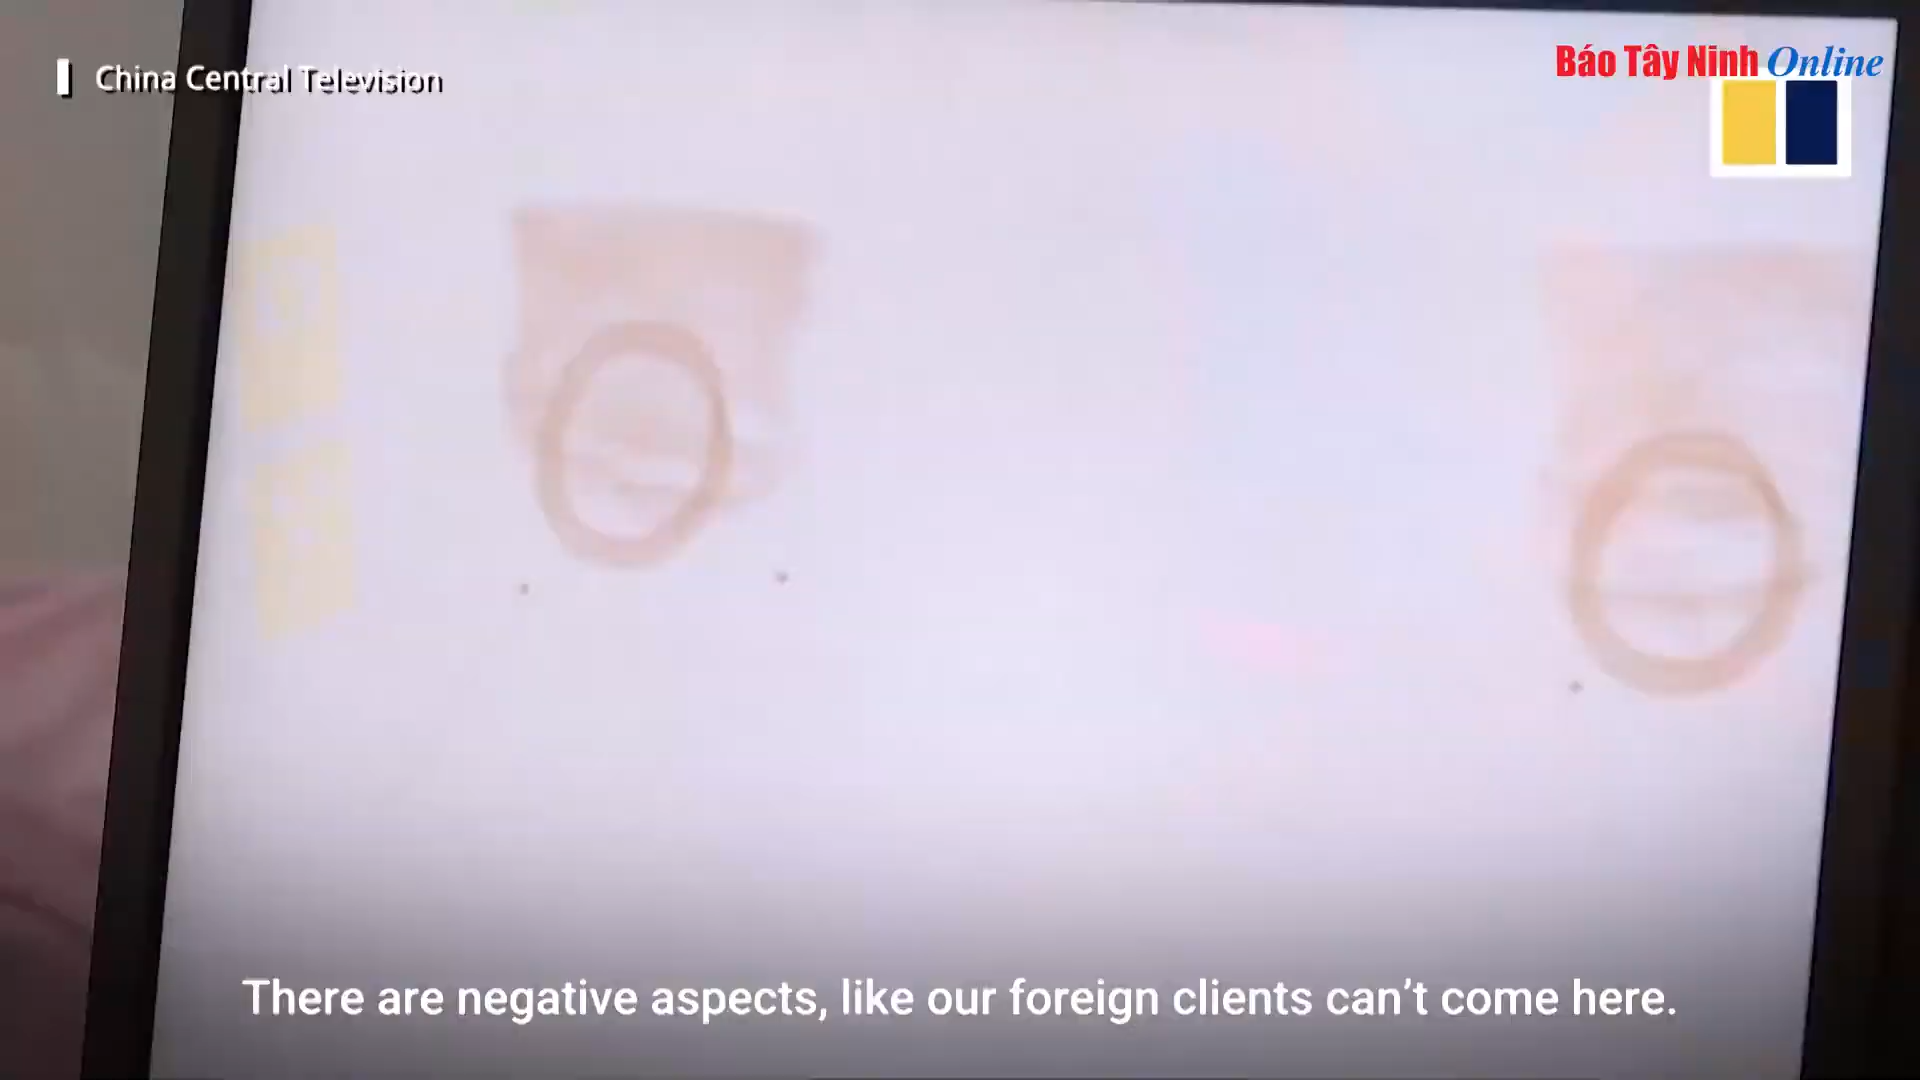 China Central Television
Báo Tây Ninh Online
There are negative aspects, like our foreign clients can't come here.